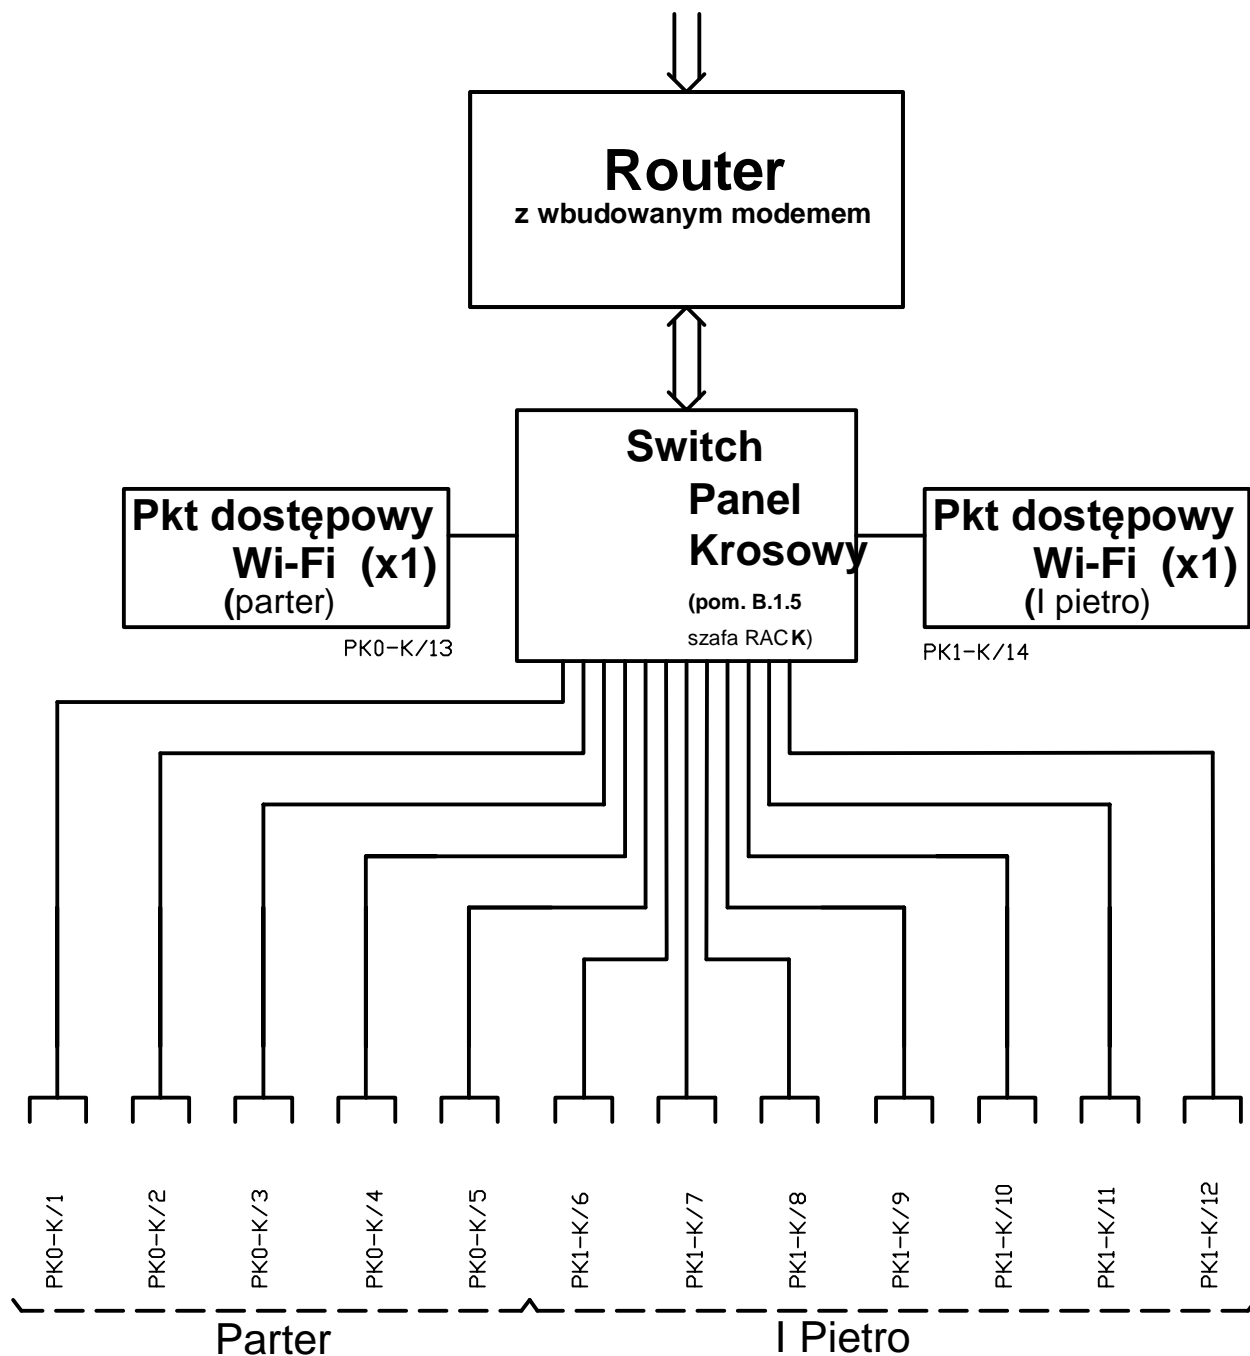 Router
z wbudowanym modemem
Switch
Panel
Krosowy
(pom. B.1.5
szafa RACK)
Pkt dostępowy
Wi-Fi (x1)
(parter)
PK0-K/13
Pkt dostępowy
Wi-Fi (x1)
(I pietro)
PK1-K/14
PK0-K/1
PK0-K/2
PK0-K/3
PK0-K/4
PK0-K/5
PK1-K/6
PK1-K/7
PK1-K/8
PK1-K/9
PK1-K/10
PK1-K/11
PK1-K/12
Parter
I Pietro